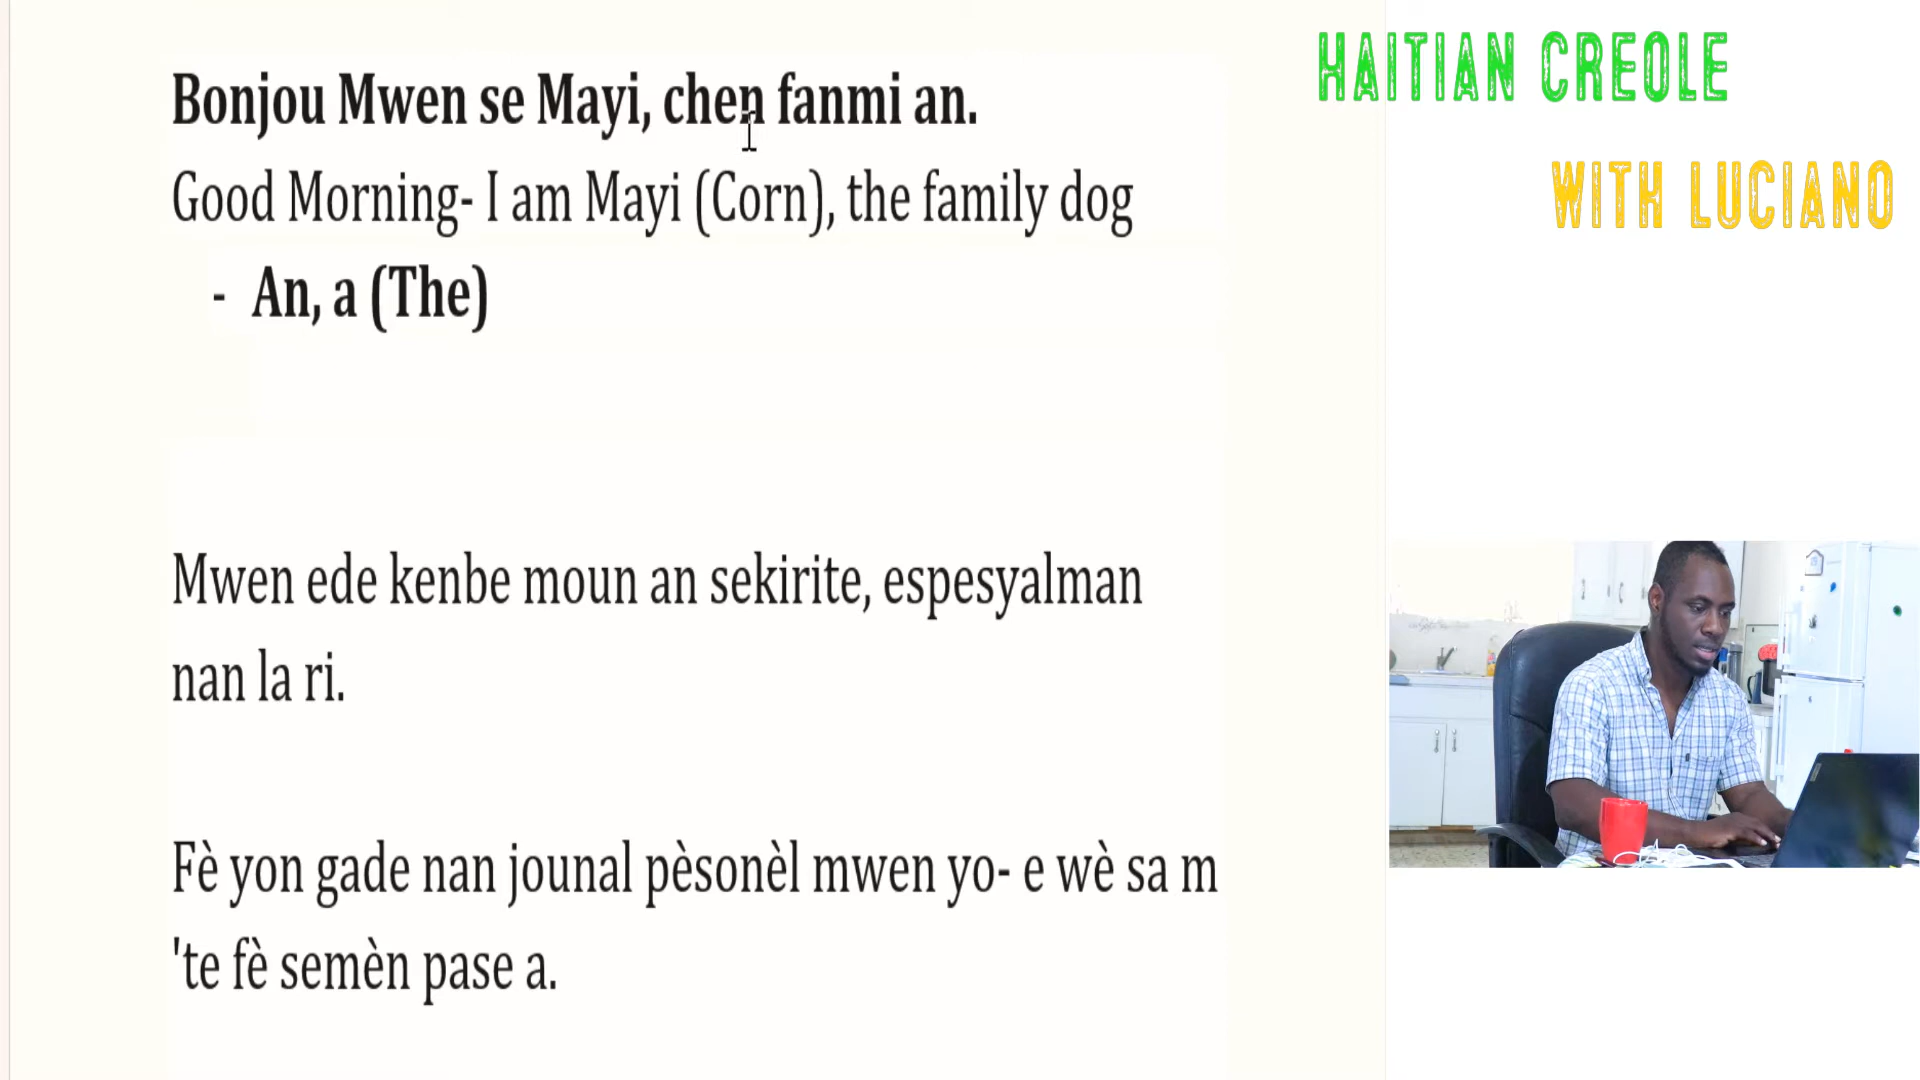 Bonjou Mwen se Mayi, chen fanmi an.
Good Morning- I am Mayi (Corn), the family dog
- An, a (The)
Mwen ede kenbe moun an sekirite, espesyalman
nan la ri.
Fè yon gade nan jounal pèsonèl mwen yo- e wè sa m
'te fè semèn pase a.
HAITIAN CREOLE
WITH LUCIANO